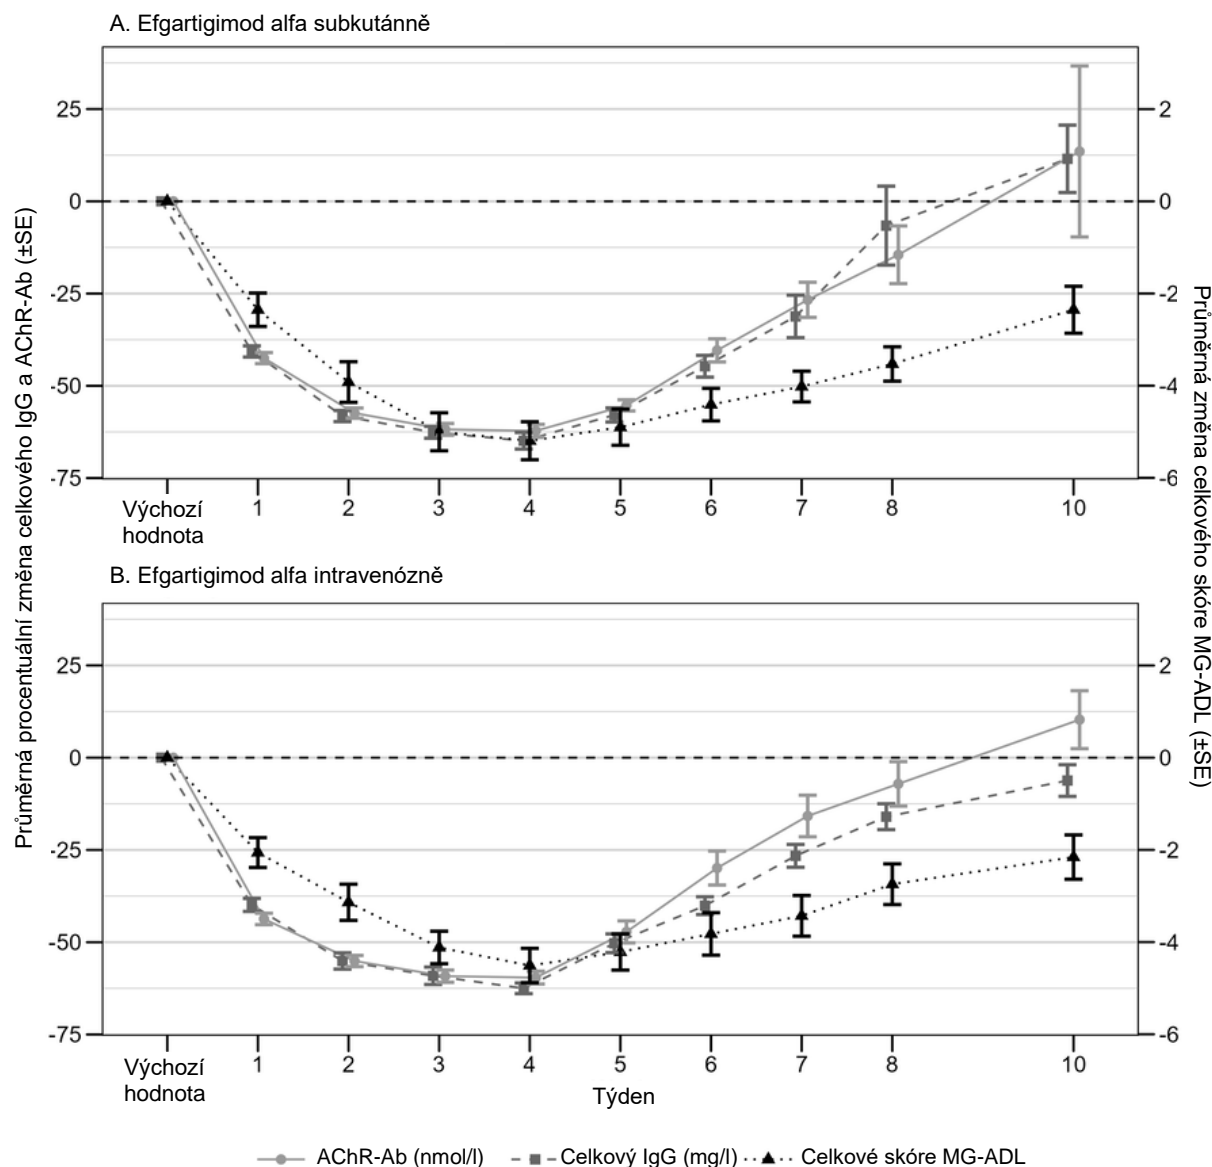 A. Efgartigimod alfa subkutánně
Průměrná procentuální změna celkového IgG a AChR-Ab (±SE)
25
0
-25
-50
-75
2
0
-2
-4
-6
Průměrná změna celkového skóre MG-ADL (±SE)
Výchozí
hodnota
1 2 3 4 5 6 7 8 10
B. Efgartigimod alfa intravenózně
25
0
-25
-50
-75
2
0
-2
-4
-6
Výchozí
hodnota
1 2 3 4 5 6 7 8 10
Týden
AChR-Ab (nmol/l) Celkový IgG (mg/l) Celkové skóre MG-ADL